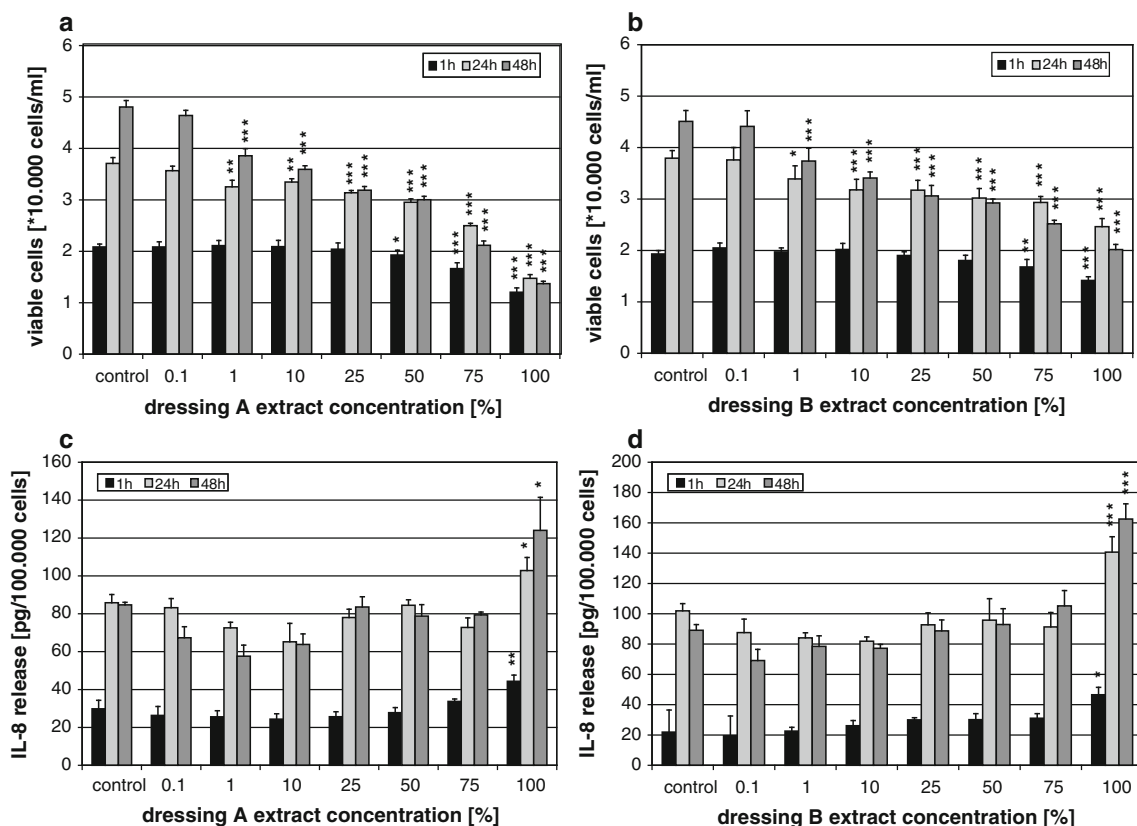 a
6
5
4
3
2
1
0
viable cells [*10.000 cells/ml]
1h 24h 48h
** *** ** *** *** *** * *** *** *** *** *** *** *** ***
control 0.1 1 10 25 50 75 100
dressing A extract concentration [%]
b
6
5
4
3
2
1
0
viable cells [*10.000 cells/ml]
1h 24h 48h
* *** *** *** *** *** *** *** ** *** *** *** *** ***
control 0.1 1 10 25 50 75 100
dressing B extract concentration [%]
c
160
140
120
100
80
60
40
20
0
IL-8 release [pg/100.000 cells]
1h 24h 48h
** * *
control 0.1 1 10 25 50 75 100
dressing A extract concentration [%]
d
200
180
160
140
120
100
80
60
40
20
0
IL-8 release [pg/100.000 cells]
1h 24h 48h
* *** ***
control 0.1 1 10 25 50 75 100
dressing B extract concentration [%]